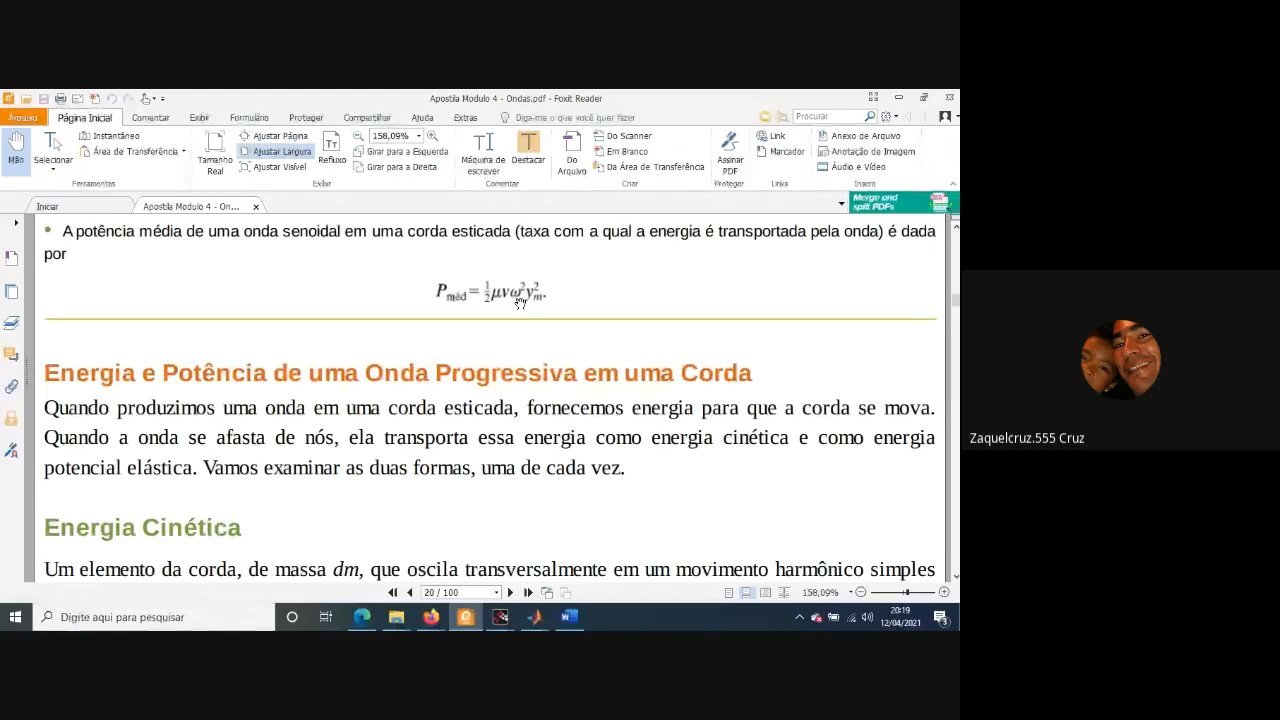 Apostila Modulo 4 - Ondas.pdf - Foxit Reader
Arquivo Página Inicial Comentar Exibir Formulário Proteger Compartilhar Ajuda Extras Diga-me o que você quer fazer Procurar
Mão
Selecionar
Instantâneo
Área de Transferência
Ferramentas
Tamanho Real
Ajustar Página
Ajustar Largura
Ajustar Visível
Refluxo
158,09%
Girar para a Esquerda
Girar para a Direita
Exibir
Máquina de escrever
Destacar
Comentar
Do Arquivo
Do Scanner
Em Branco
Da Área de Transferência
Criar
Assinar PDF
Proteger
Link
Marcador
Links
Anexo de Arquivo
Anotação de Imagem
Áudio e Vídeo
Inserir
Iniciar
Apostila Modulo 4 - On...
Merge and split PDFs
• A potência média de uma onda senoidal em uma corda esticada (taxa com a qual a energia é transportada pela onda) é dada
por
P_méd = ½μvω²y_m².
Energia e Potência de uma Onda Progressiva em uma Corda
Quando produzimos uma onda em uma corda esticada, fornecemos energia para que a corda se mova.
Quando a onda se afasta de nós, ela transporta essa energia como energia cinética e como energia
potencial elástica. Vamos examinar as duas formas, uma de cada vez.
Energia Cinética
Um elemento da corda, de massa dm, que oscila transversalmente em um movimento harmônico simples
20 / 100
158,09%
Digite aqui para pesquisar
20:19
12/04/2021
3
Zaquelcruz.555 Cruz